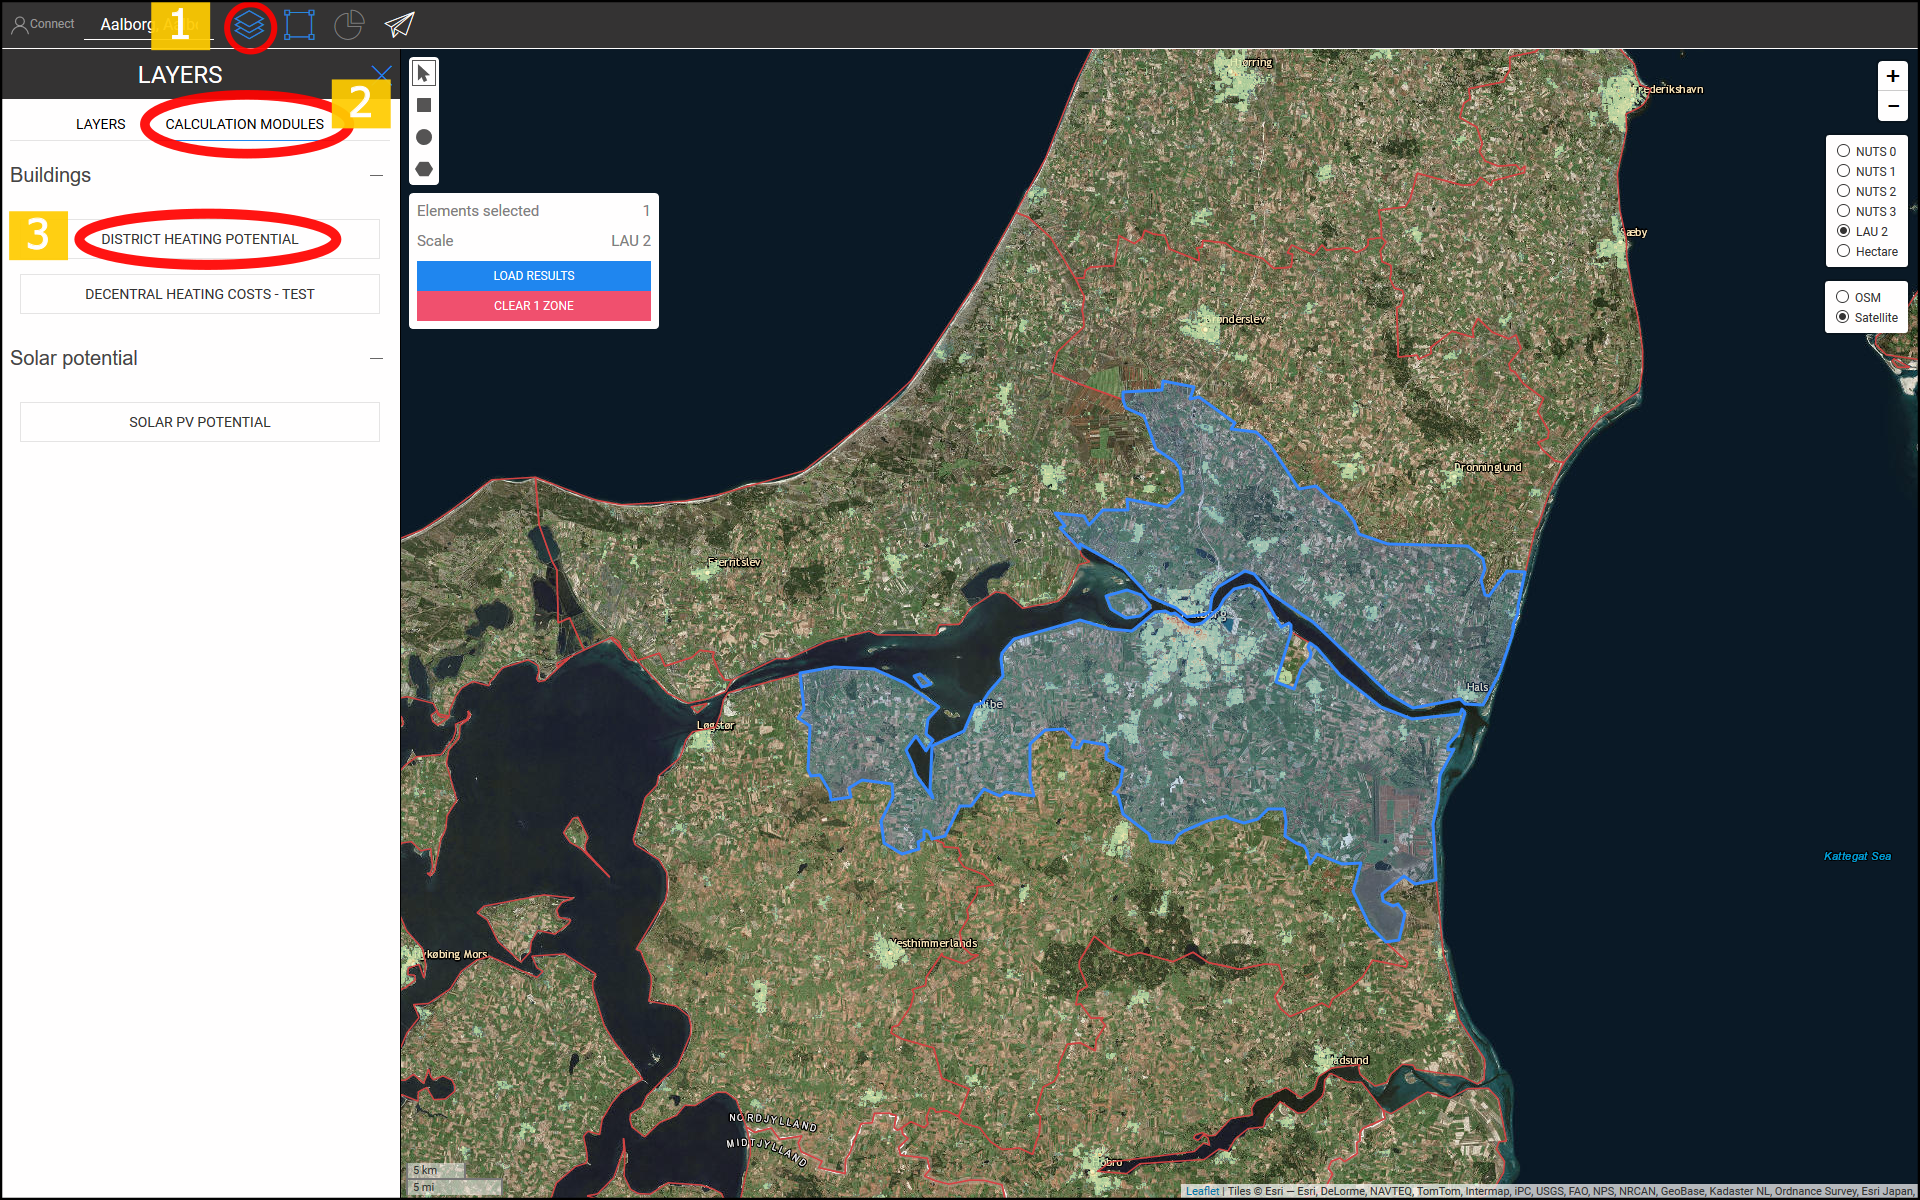 Connect
Aalborg,
1
LAYERS
2
LAYERS
CALCULATION MODULES
Buildings
3
DISTRICT HEATING POTENTIAL
DECENTRAL HEATING COSTS - TEST
Solar potential
SOLAR PV POTENTIAL
Elements selected 1
Scale LAU 2
LOAD RESULTS
CLEAR 1 ZONE
+
−
NUTS 0
NUTS 1
NUTS 2
NUTS 3
LAU 2
Hectare
OSM
Satellite
Hjørring
Frederikshavn
Sæby
Brønderslev
Dronninglund
Fjerritslev
Hals
Nibe
Løgstør
Kattegat Sea
Vesthimmerlands
Nykøbing Mors
Hadsund
NORDJYLLAND
MIDTJYLLAND
Hobro
5 km
5 mi
Leaflet | Tiles © Esri — Esri, DeLorme, NAVTEQ, TomTom, Intermap, iPC, USGS, FAO, NPS, NRCAN, GeoBase, Kadaster NL, Ordnance Survey, Esri Japan